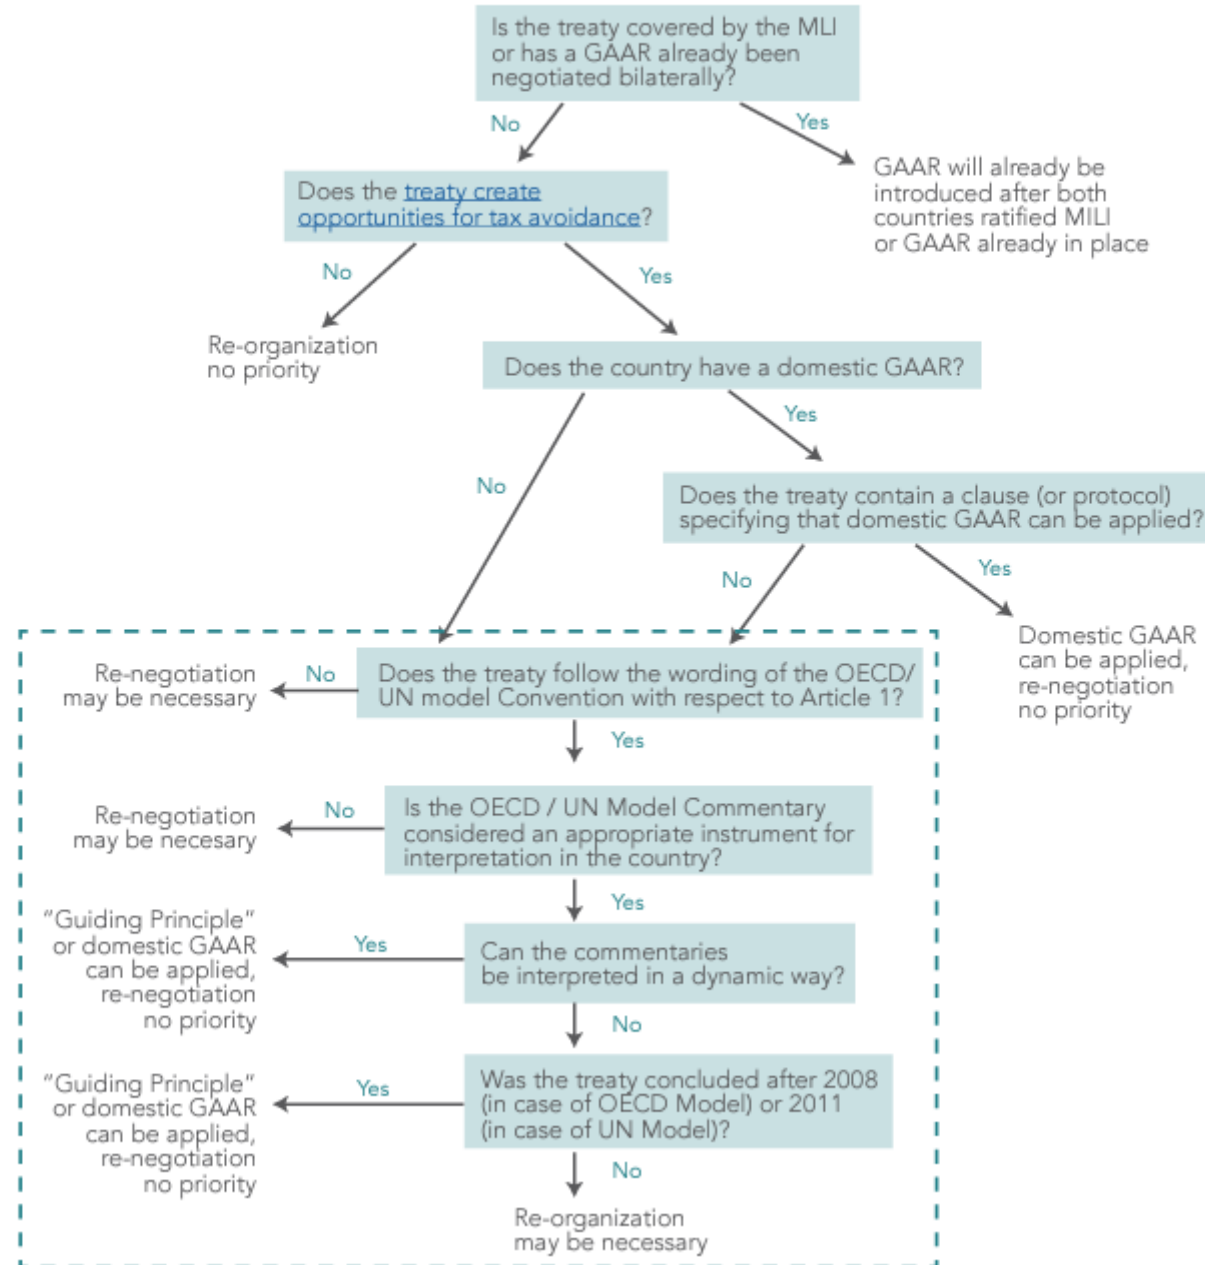 Is the treaty covered by the MLI
or has a GAAR already been
negotiated bilaterally?
No
Yes
GAAR will already be
introduced after both
countries ratified MILI
or GAAR already in place
Does the treaty create
opportunities for tax avoidance?
No
Yes
Re-organization
no priority
Does the country have a domestic GAAR?
Yes
No
Does the treaty contain a clause (or protocol)
specifying that domestic GAAR can be applied?
No
Yes
Domestic GAAR
can be applied,
re-negotiation
no priority
Re-negotiation
may be necessary
No
Does the treaty follow the wording of the OECD/
UN model Convention with respect to Article 1?
Yes
Re-negotiation
may be necesary
No
Is the OECD / UN Model Commentary
considered an appropriate instrument for
interpretation in the country?
Yes
"Guiding Principle"
or domestic GAAR
can be applied,
re-negotiation
no priority
Yes
Can the commentaries
be interpreted in a dynamic way?
No
"Guiding Principle"
or domestic GAAR
can be applied,
re-negotiation
no priority
Yes
Was the treaty concluded after 2008
(in case of OECD Model) or 2011
(in case of UN Model)?
No
Re-organization
may be necessary